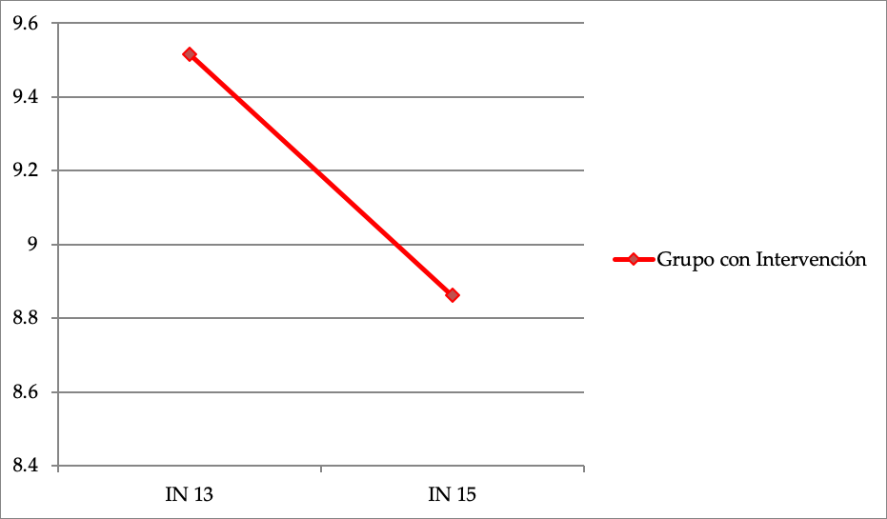 9.6
9.4
9.2
9
8.8
8.6
8.4
IN 13
IN 15
Grupo con Intervención